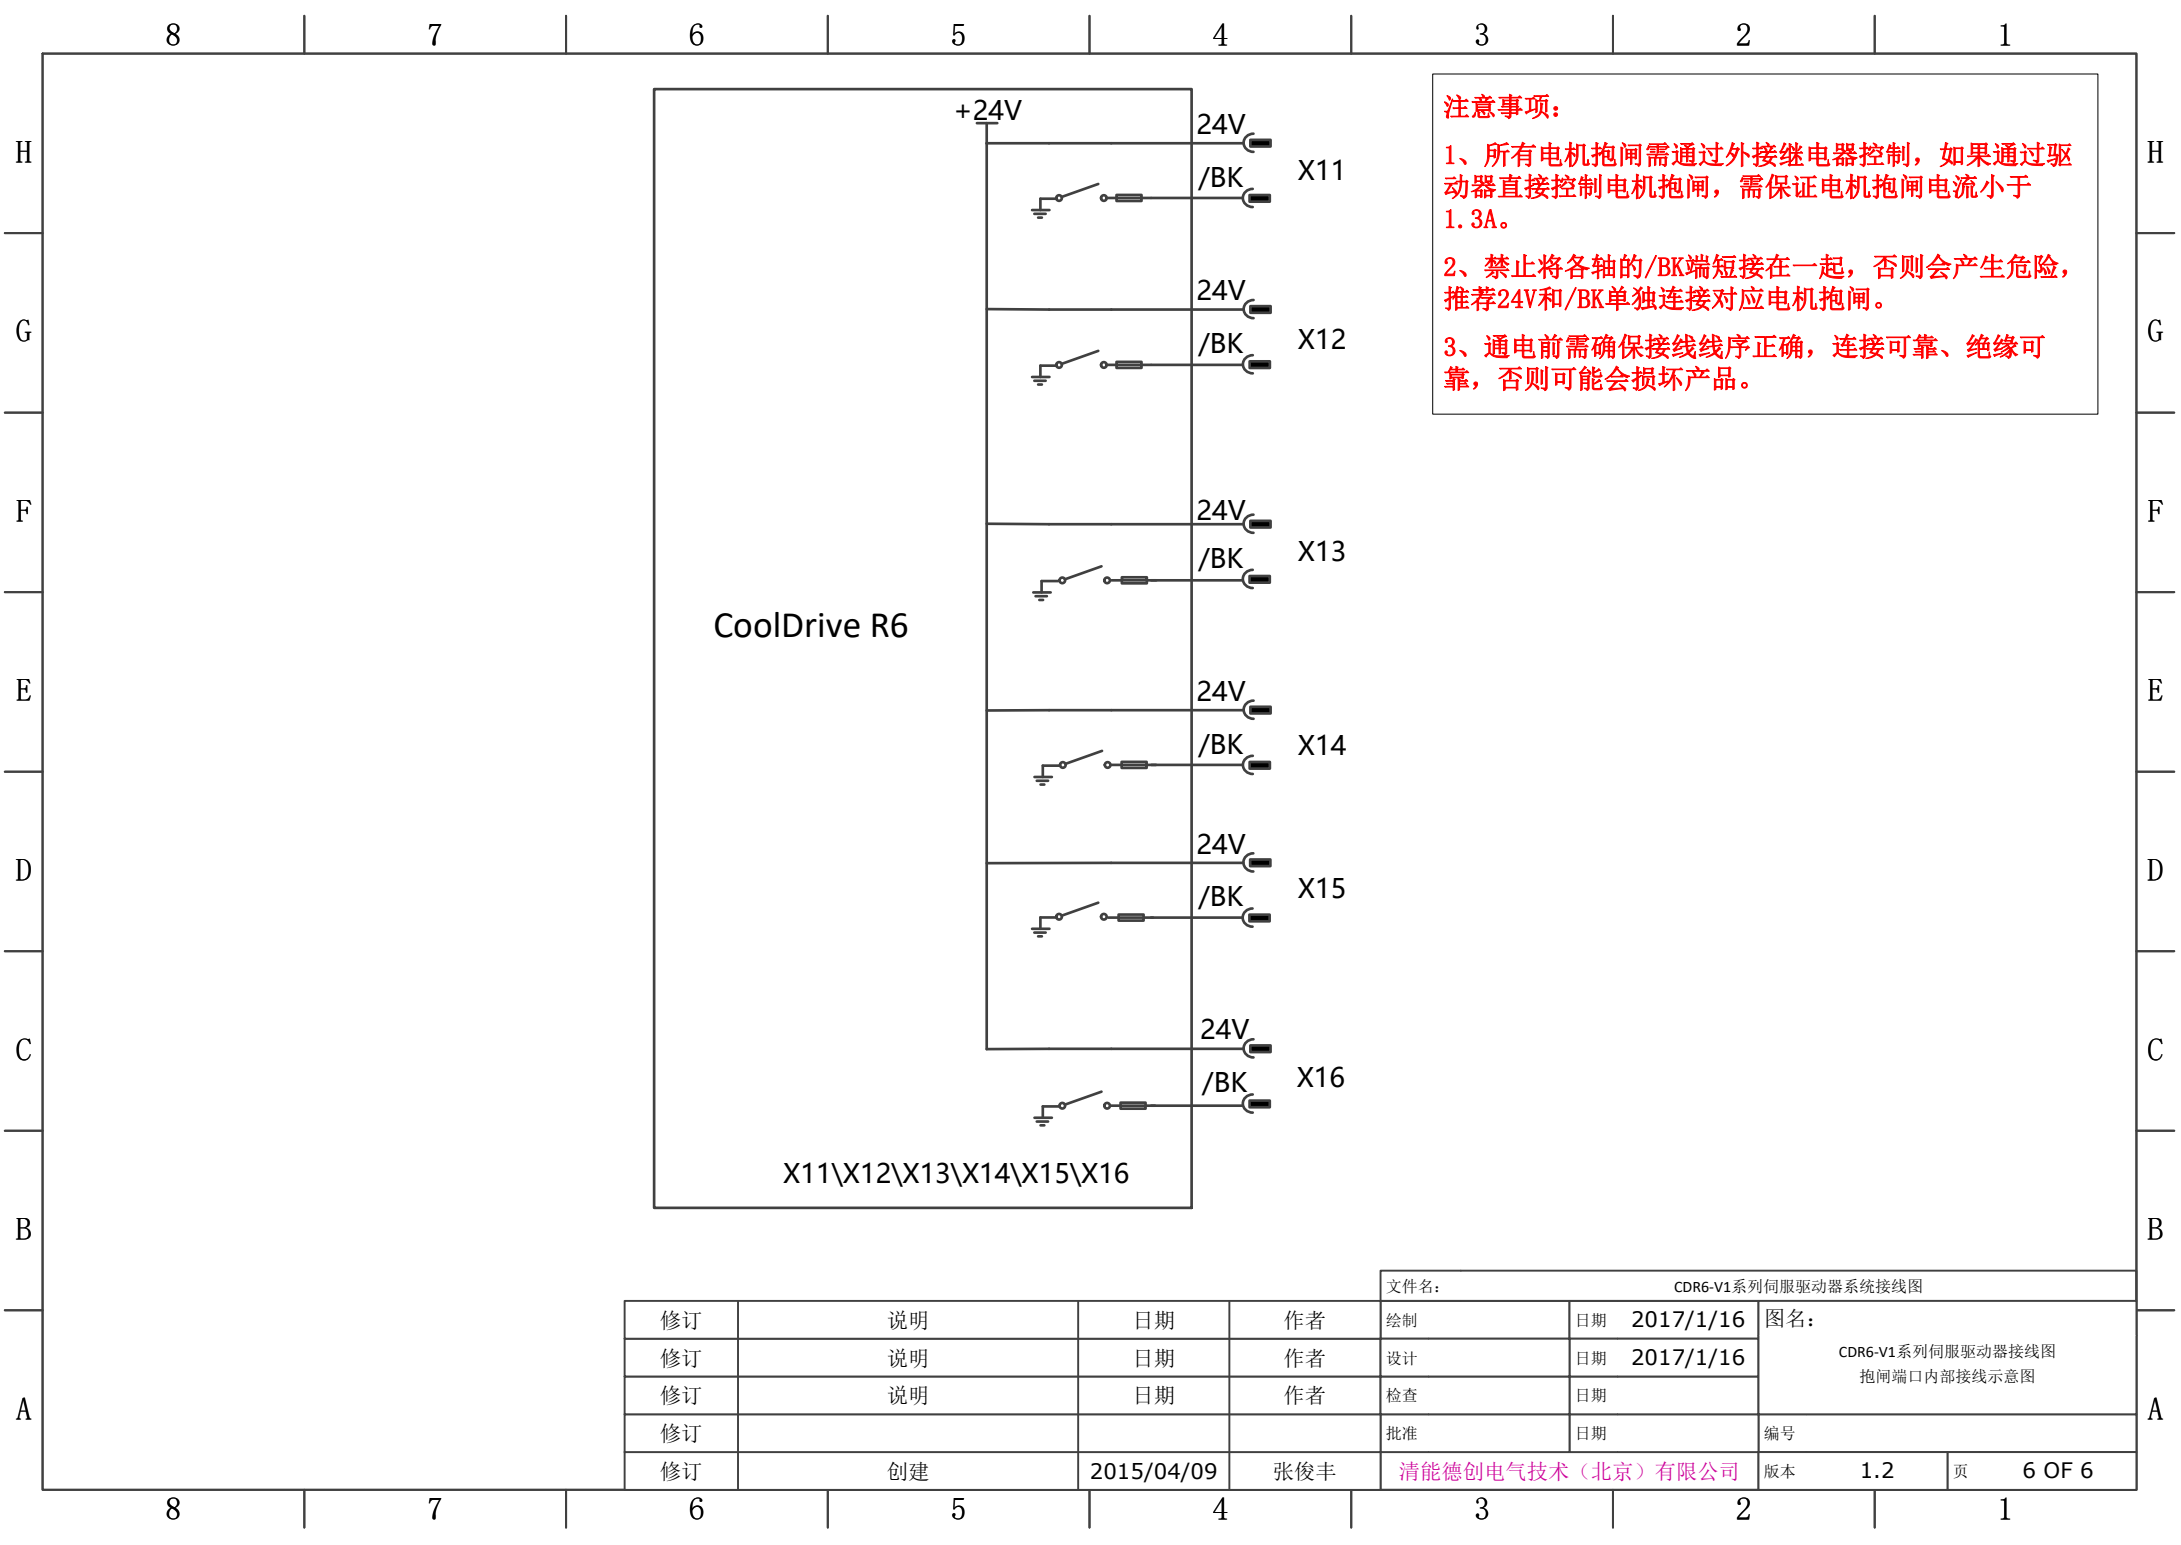 8 7 6 5 4 3 2 1
H
G
F
E
D
C
B
A
+24V
24V
/BK
X11
24V
/BK
X12
24V
/BK
X13
CoolDrive R6
24V
/BK
X14
24V
/BK
X15
24V
/BK
X16
X11\X12\X13\X14\X15\X16
注意事项：
1、所有电机抱闸需通过外接继电器控制，如果通过驱
动器直接控制电机抱闸，需保证电机抱闸电流小于
1.3A。
2、禁止将各轴的/BK端短接在一起，否则会产生危险，
推荐24V和/BK单独连接对应电机抱闸。
3、通电前需确保接线线序正确，连接可靠、绝缘可
靠，否则可能会损坏产品。
H
G
F
E
D
C
B
A
文件名： CDR6-V1系列伺服驱动器系统接线图
修订 说明 日期 作者 绘制 日期 2017/1/16 图名：
修订 说明 日期 作者 设计 日期 2017/1/16
CDR6-V1系列伺服驱动器接线图
抱闸端口内部接线示意图
修订 说明 日期 作者 检查 日期
修订 批准 日期 编号
修订 创建 2015/04/09 张俊丰 清能德创电气技术（北京）有限公司 版本 1.2 页 6 OF 6
8 7 6 5 4 3 2 1